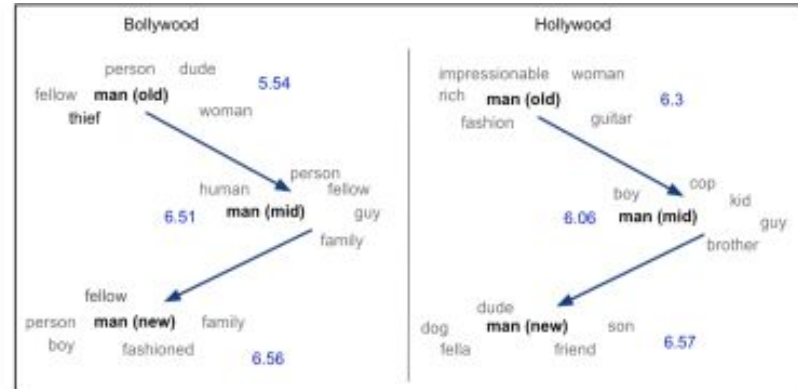 Bollywood
person dude
5.54
fellow man (old)
thief
woman
person
human
fellow
6.51
man (mid)
guy
family
fellow
person
man (new)
family
boy
fashioned
6.56
Hollywood
impressionable woman
rich
man (old)
6.3
fashion
guitar
cop
boy
kid
6.06
man (mid)
guy
brother
dude
dog
man (new)
son
fella
friend
6.57